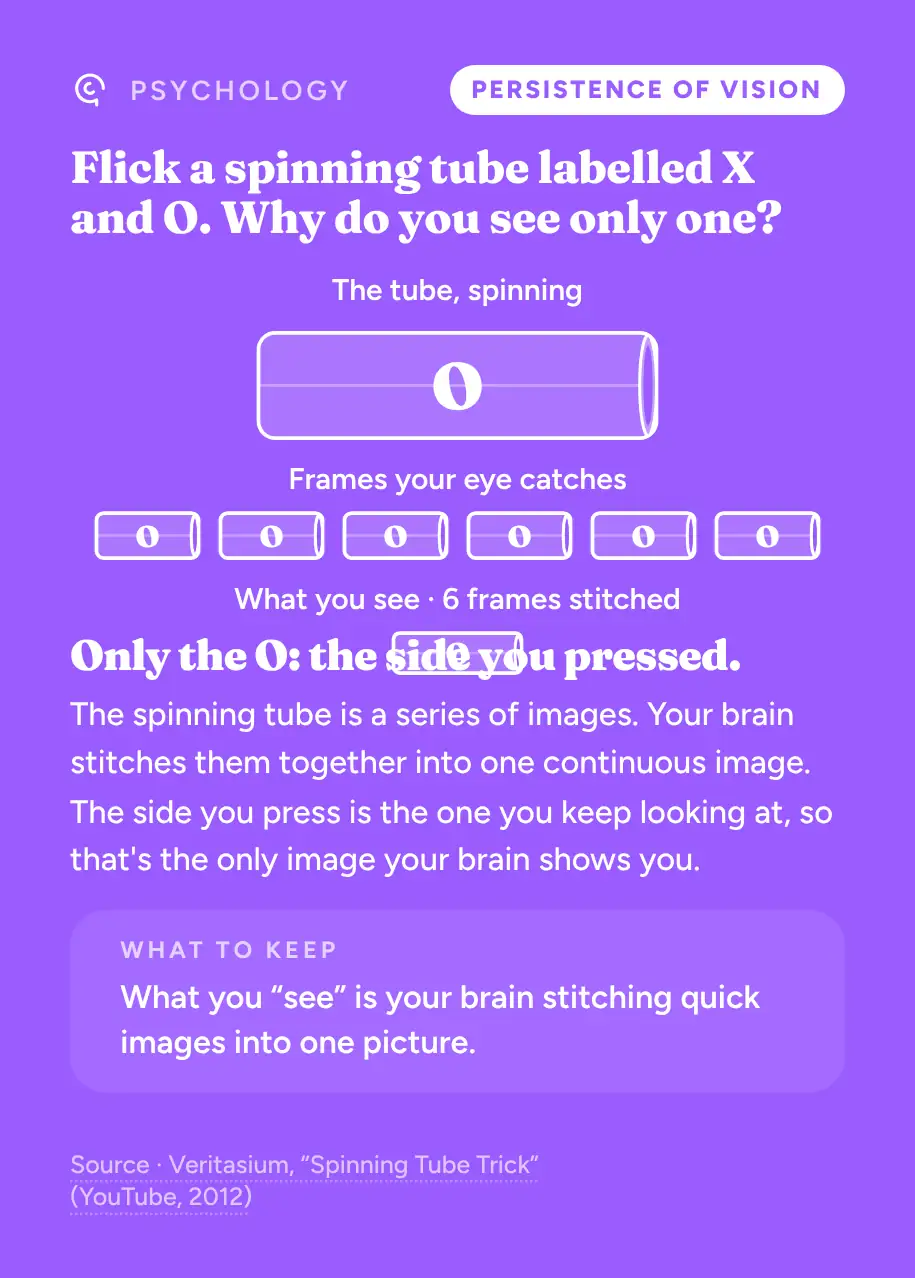 PSYCHOLOGY
PERSISTENCE OF VISION
Flick a spinning tube labelled X
and O. Why do you see only one?
The tube, spinning
O
Frames your eye catches
O O O O O O
What you see · 6 frames stitched
O
Only the O: the side you pressed.
The spinning tube is a series of images. Your brain
stitches them together into one continuous image.
The side you press is the one you keep looking at, so
that's the only image your brain shows you.
WHAT TO KEEP
What you “see” is your brain stitching quick
images into one picture.
Source · Veritasium, “Spinning Tube Trick”
(YouTube, 2012)